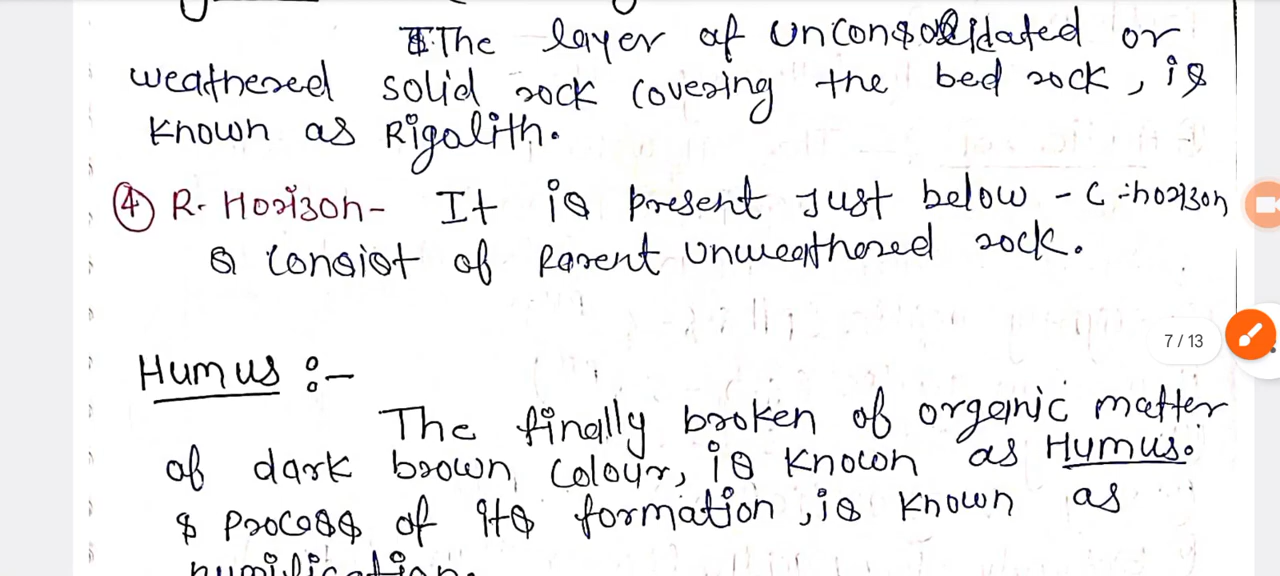 The layer of unconsolidated or
weathered solid rock covering the bed rock, is
known as Rigolith.
④ R. Horizon- It is present Just below - C-horizon
& consist of Parent unweathered rock.
7 / 13
Humus :-
The finally broken of organic matter
of dark brown colour, is known as Humus.
& process of its formation, is known as
humification.